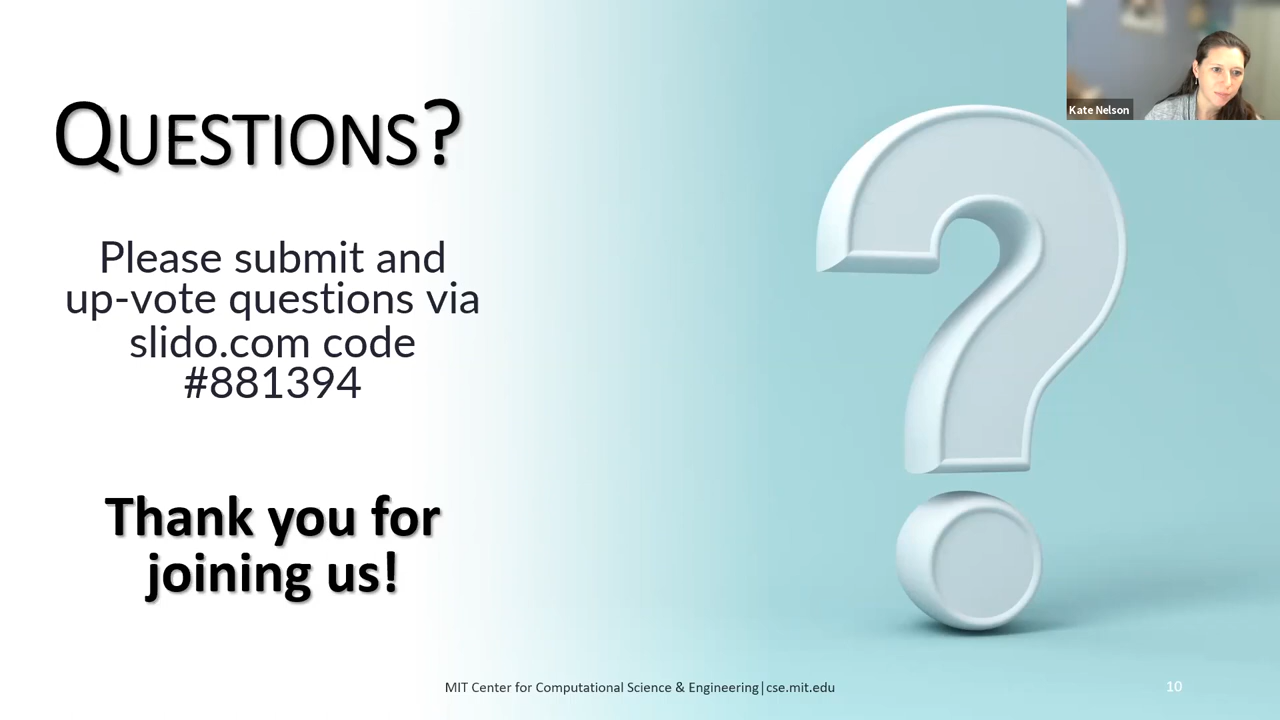 QUESTIONS?
Please submit and
up-vote questions via
slido.com code
#881394
Thank you for
joining us!
Kate Nelson
MIT Center for Computational Science & Engineering|cse.mit.edu
10